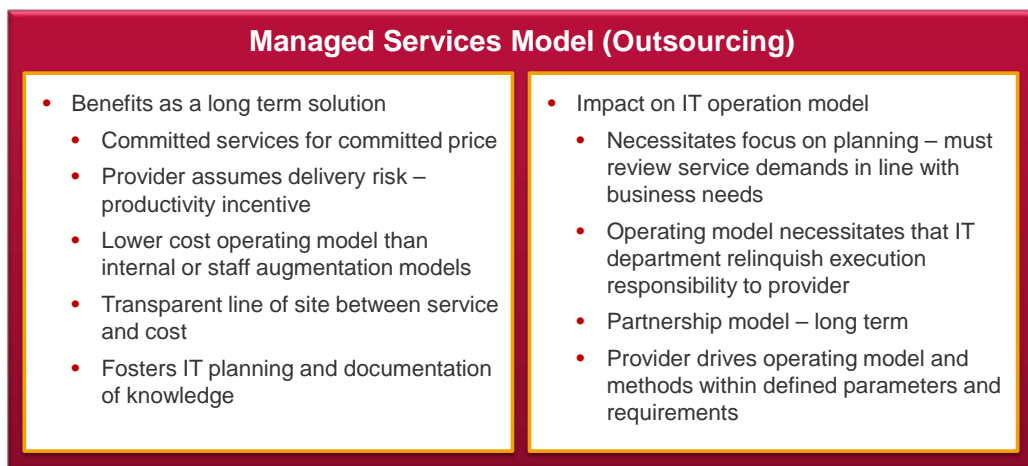 Managed Services Model (Outsourcing)
• Benefits as a long term solution
• Committed services for committed price
• Provider assumes delivery risk –
productivity incentive
• Lower cost operating model than
internal or staff augmentation models
• Transparent line of site between service
and cost
• Fosters IT planning and documentation
of knowledge
• Impact on IT operation model
• Necessitates focus on planning – must
review service demands in line with
business needs
• Operating model necessitates that IT
department relinquish execution
responsibility to provider
• Partnership model – long term
• Provider drives operating model and
methods within defined parameters and
requirements